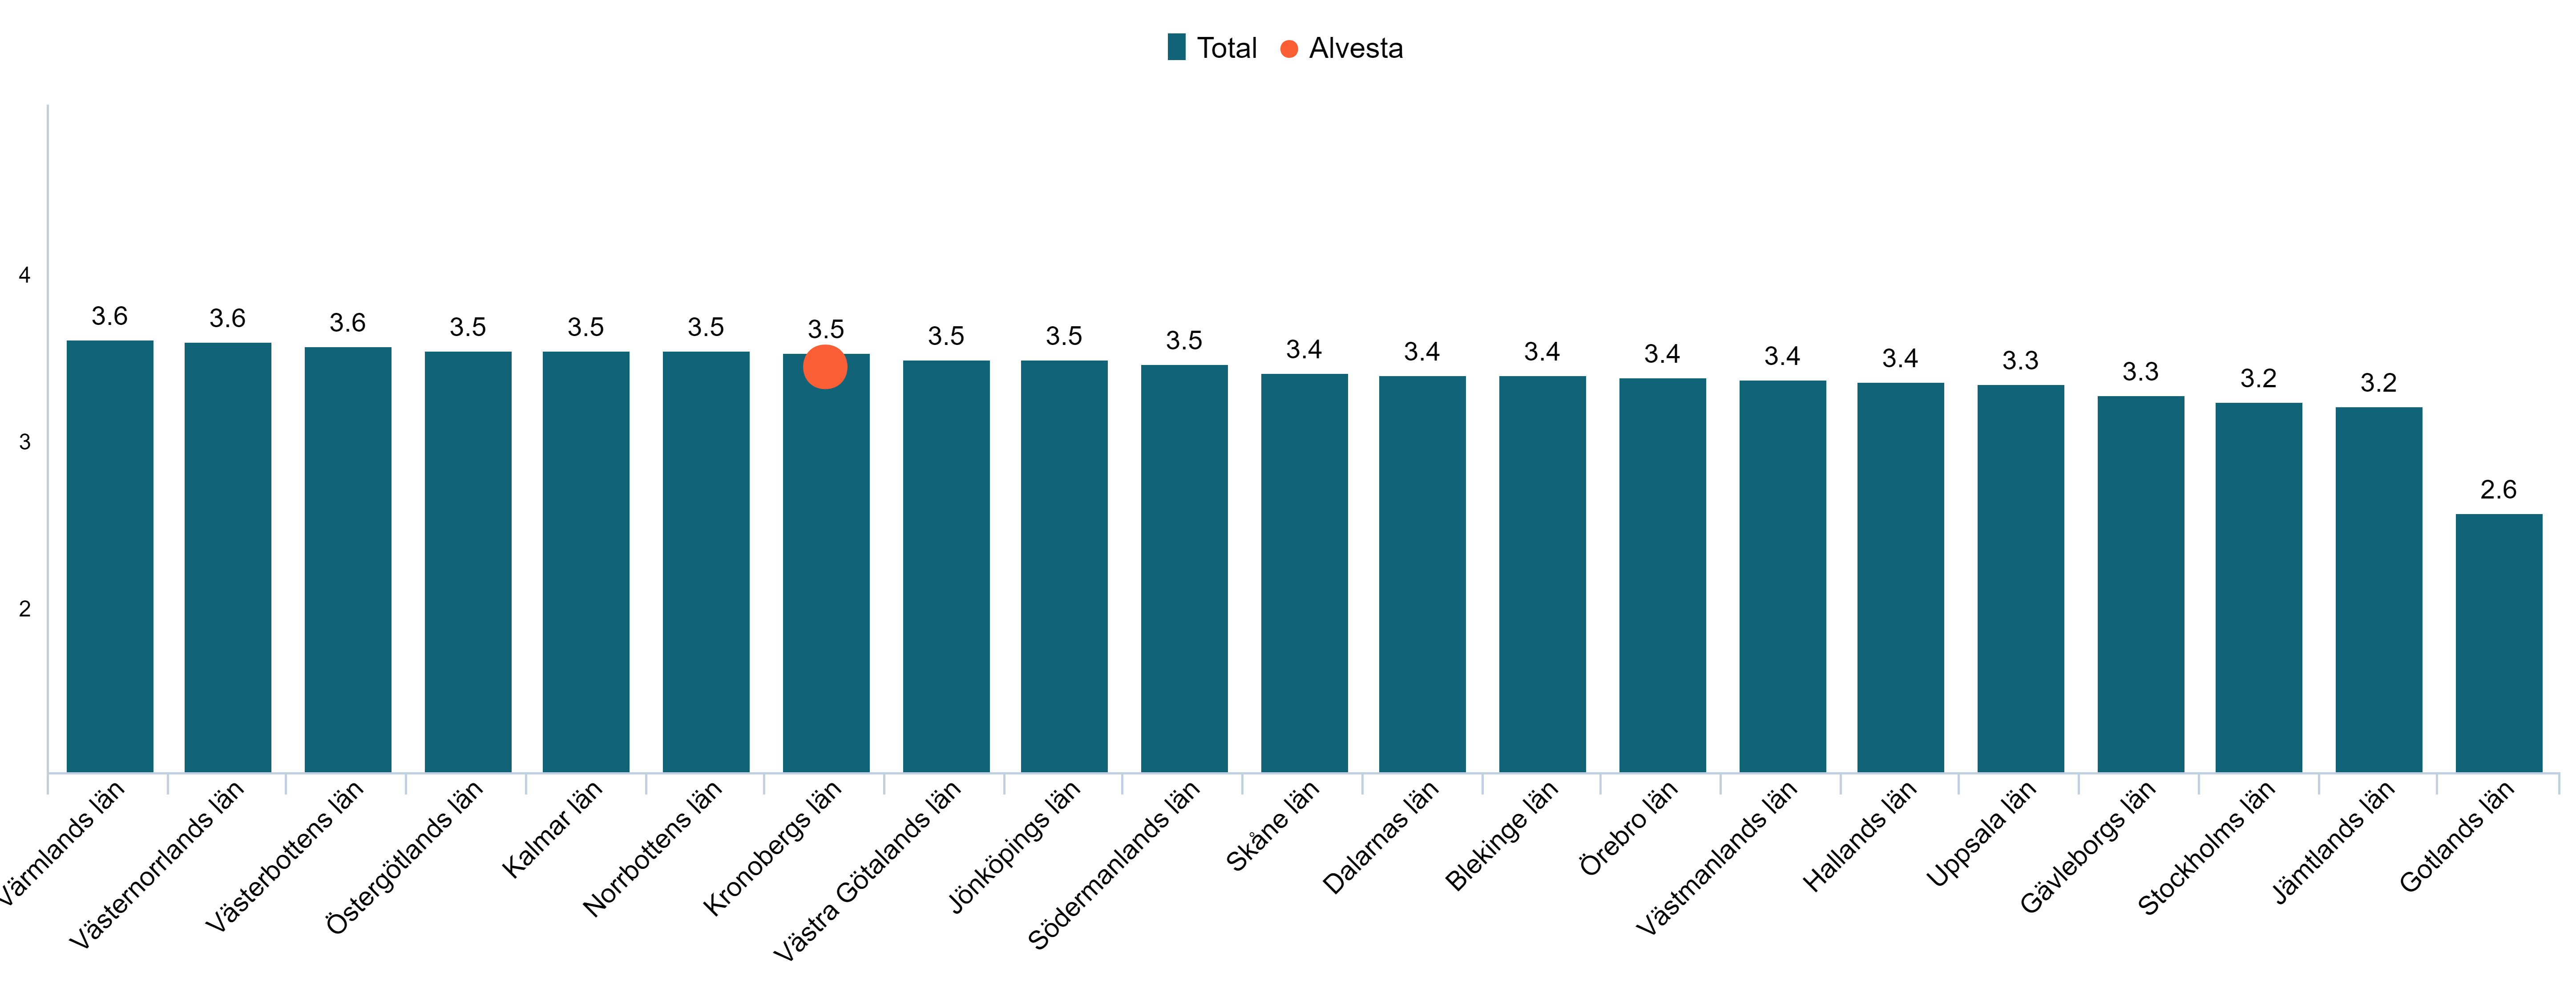 Total Alvesta
4
3
2
3.6 3.6 3.6 3.5 3.5 3.5 3.5 3.5 3.5 3.5 3.4 3.4 3.4 3.4 3.4 3.4 3.3 3.3 3.2 3.2 2.6
Värmlands län
Västernorrlands län
Västerbottens län
Östergötlands län
Kalmar län
Norrbottens län
Kronobergs län
Västra Götalands län
Jönköpings län
Södermanlands län
Skåne län
Dalarnas län
Blekinge län
Örebro län
Västmanlands län
Hallands län
Uppsala län
Gävleborgs län
Stockholms län
Jämtlands län
Gotlands län